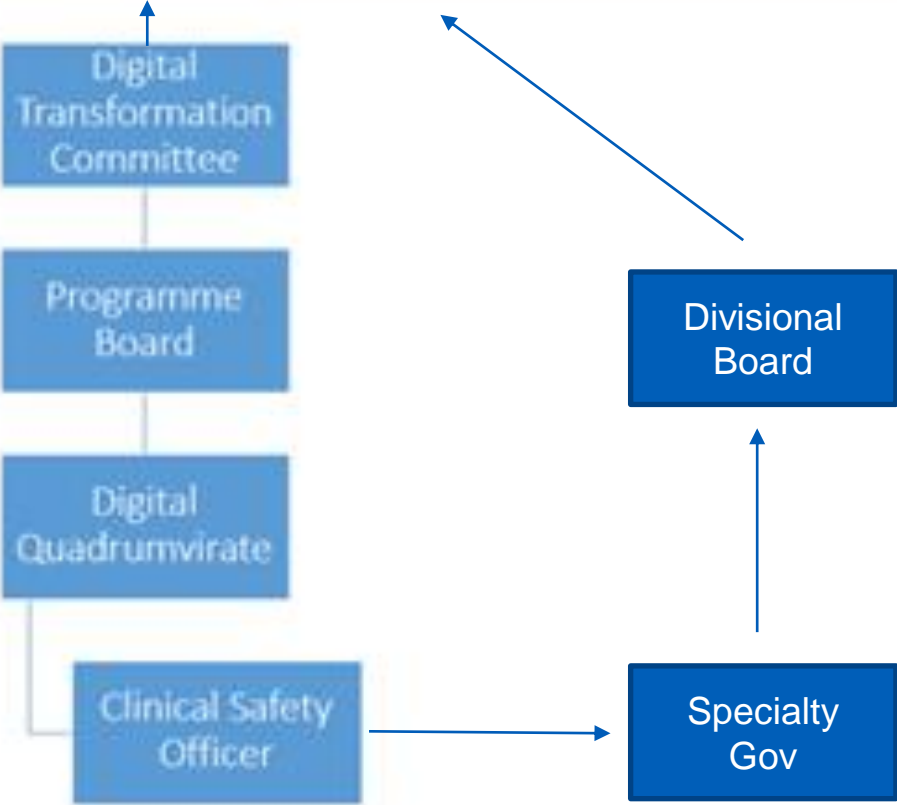 Digital
Transformation
Committee
Programme
Board
Divisional
Board
Digital
Quadrumvirate
Clinical Safety
Officer
Specialty
Gov